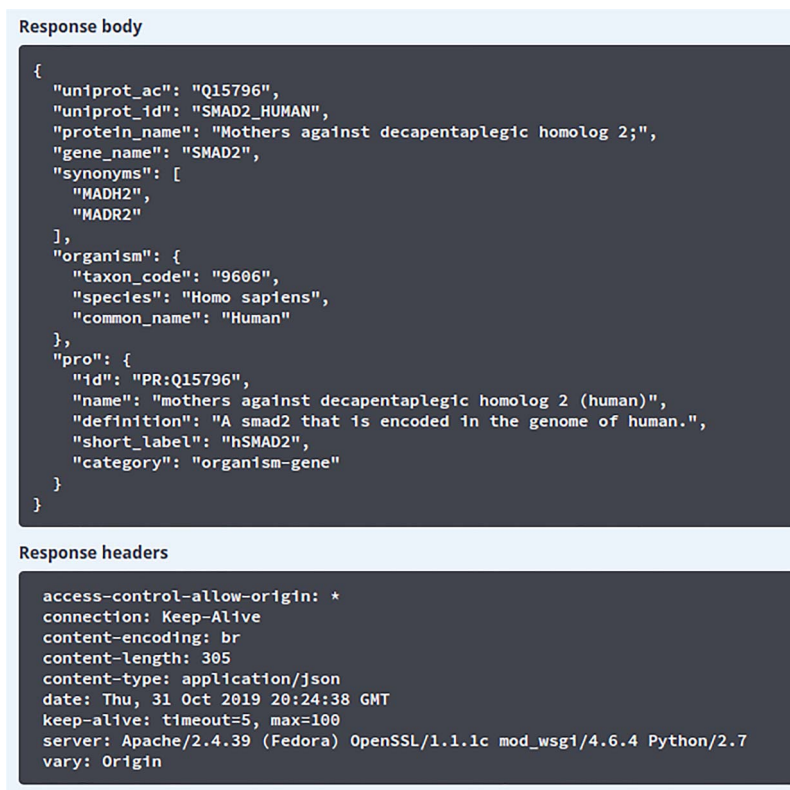 Response body
{
  "uniprot_ac": "Q15796",
  "uniprot_id": "SMAD2_HUMAN",
  "protein_name": "Mothers against decapentaplegic homolog 2;",
  "gene_name": "SMAD2",
  "synonyms": [
    "MADH2",
    "MADR2"
  ],
  "organism": {
    "taxon_code": "9606",
    "species": "Homo sapiens",
    "common_name": "Human"
  },
  "pro": {
    "id": "PR:Q15796",
    "name": "mothers against decapentaplegic homolog 2 (human)",
    "definition": "A smad2 that is encoded in the genome of human.",
    "short_label": "hSMAD2",
    "category": "organism-gene"
  }
}
Response headers
access-control-allow-origin: *
connection: Keep-Alive
content-encoding: br
content-length: 305
content-type: application/json
date: Thu, 31 Oct 2019 20:24:38 GMT
keep-alive: timeout=5, max=100
server: Apache/2.4.39 (Fedora) OpenSSL/1.1.1c mod_wsgi/4.6.4 Python/2.7
vary: Origin